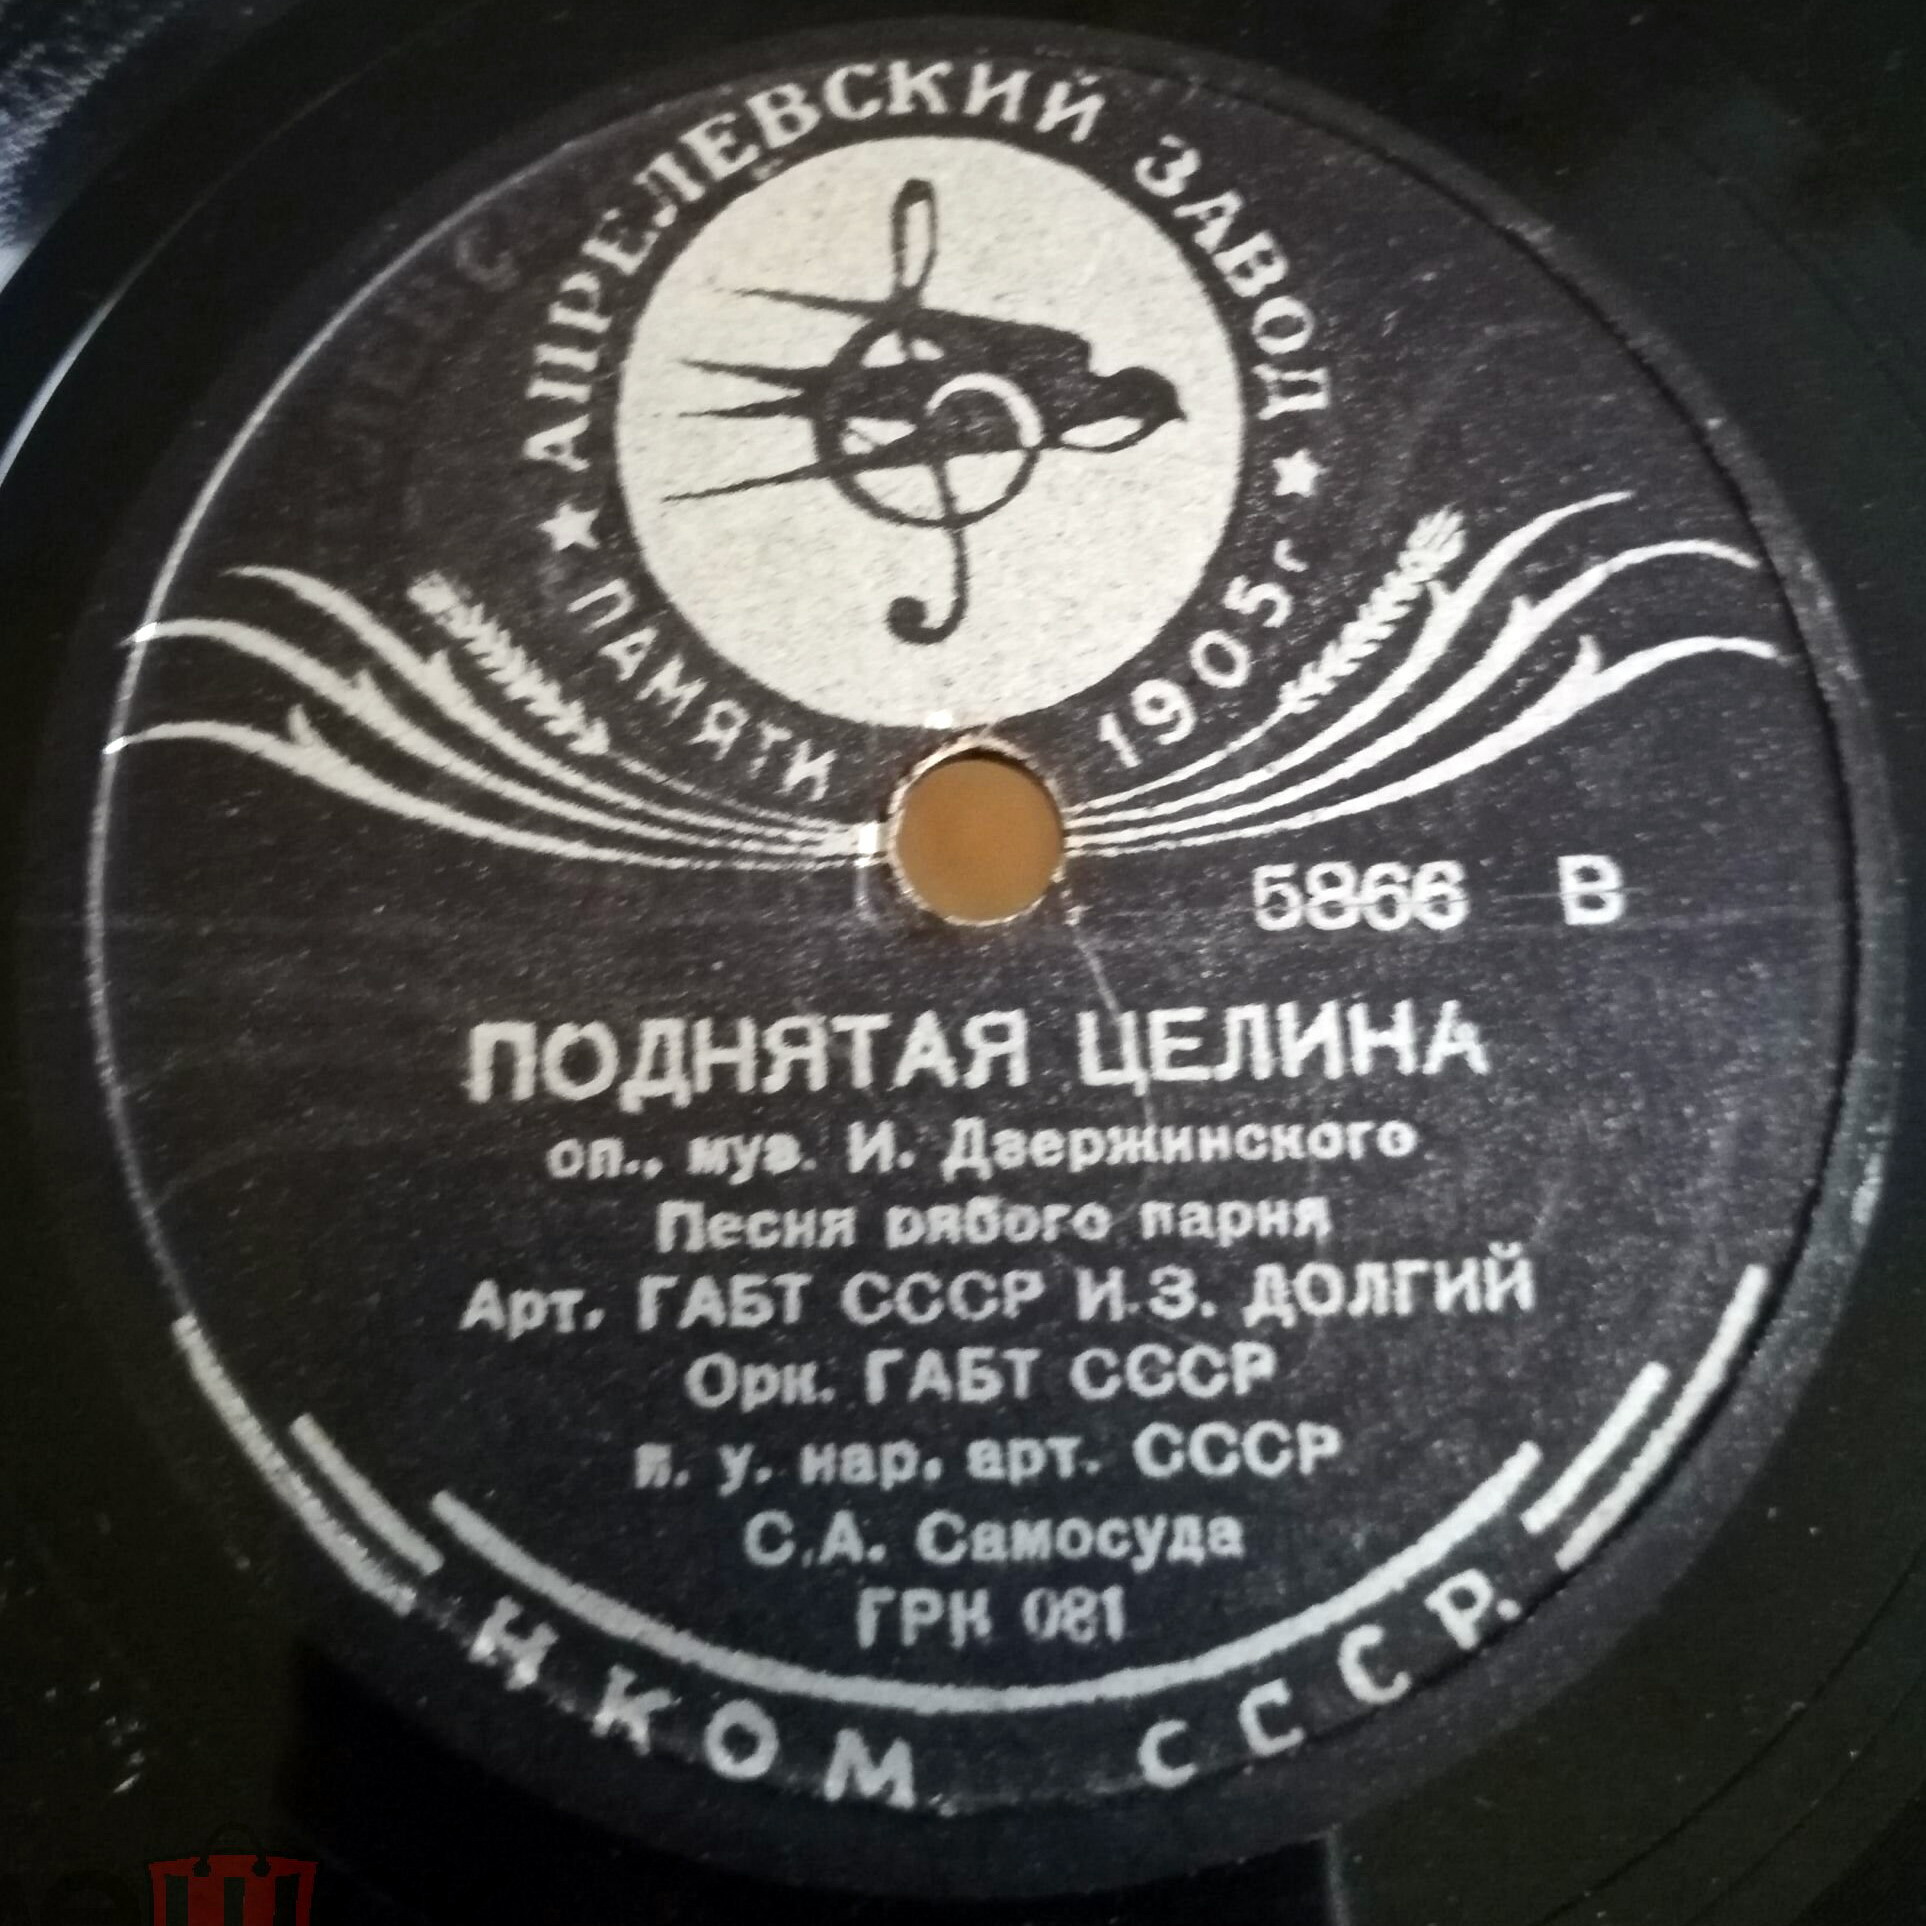 АПРЕЛЕВСКИЙ ЗАВОД
ПАМЯТИ 1905 г
5866 В
ПОДНЯТАЯ ЦЕЛИНА
оп., муз. И. Дзержинского
Песня рябого парня
Арт. ГАБТ СССР И.З. ДОЛГИЙ
Орк. ГАБТ СССР
п. у. нар. арт. СССР
С.А. Самосуда
ГРК 081
НКОМ СССР.